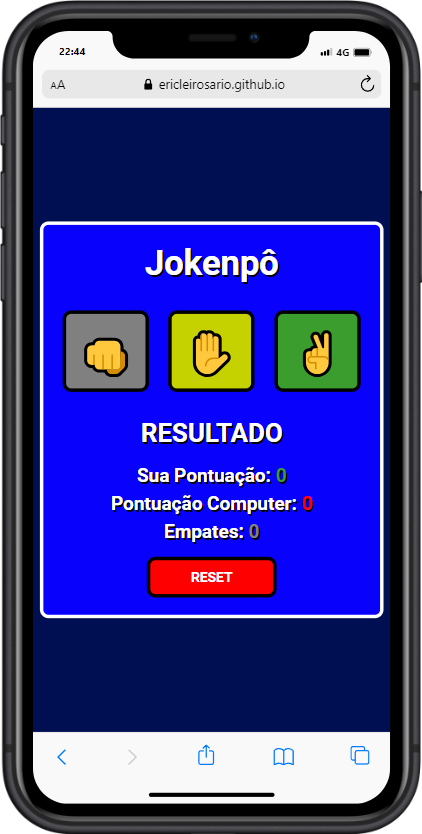 22:44
4G
AA
ericleirosario.github.io
Jokenpô
RESULTADO
Sua Pontuação: 0
Pontuação Computer: 0
Empates: 0
RESET